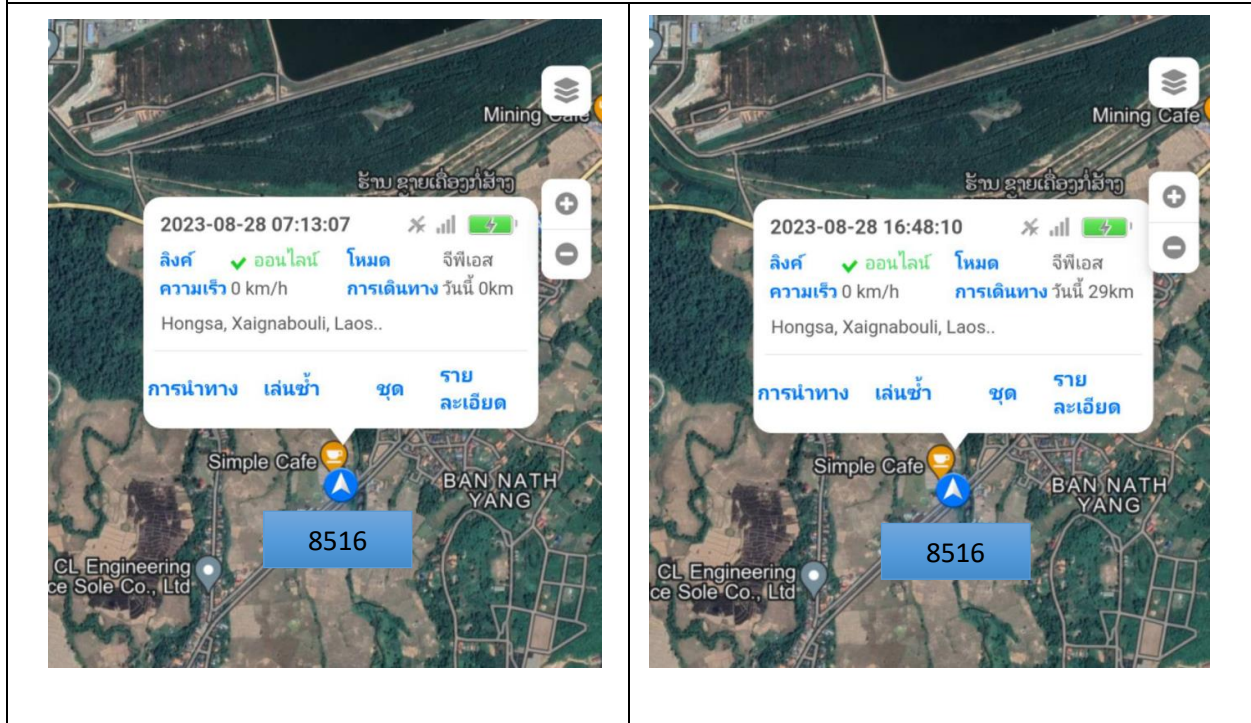 Mining Cafe
ຮ້ານ ຂາຍເຄື່ອງກໍ່ສ້າງ
2023-08-28 07:13:07
ลิงค์ ออนไลน์ โหมด จีพีเอส
ความเร็ว 0 km/h การเดินทาง วันนี้ 0km
Hongsa, Xaignabouli, Laos..
การนำทาง เล่นซ้ำ ชุด ราย
ละเอียด
Simple Cafe
BAN NATH
YANG
8516
CL Engineering
ce Sole Co., Ltd
Mining Cafe
ຮ້ານ ຂາຍເຄື່ອງກໍ່ສ້າງ
2023-08-28 16:48:10
ลิงค์ ออนไลน์ โหมด จีพีเอส
ความเร็ว 0 km/h การเดินทาง วันนี้ 29km
Hongsa, Xaignabouli, Laos..
การนำทาง เล่นซ้ำ ชุด ราย
ละเอียด
Simple Cafe
BAN NATH
YANG
8516
CL Engineering
ce Sole Co., Ltd